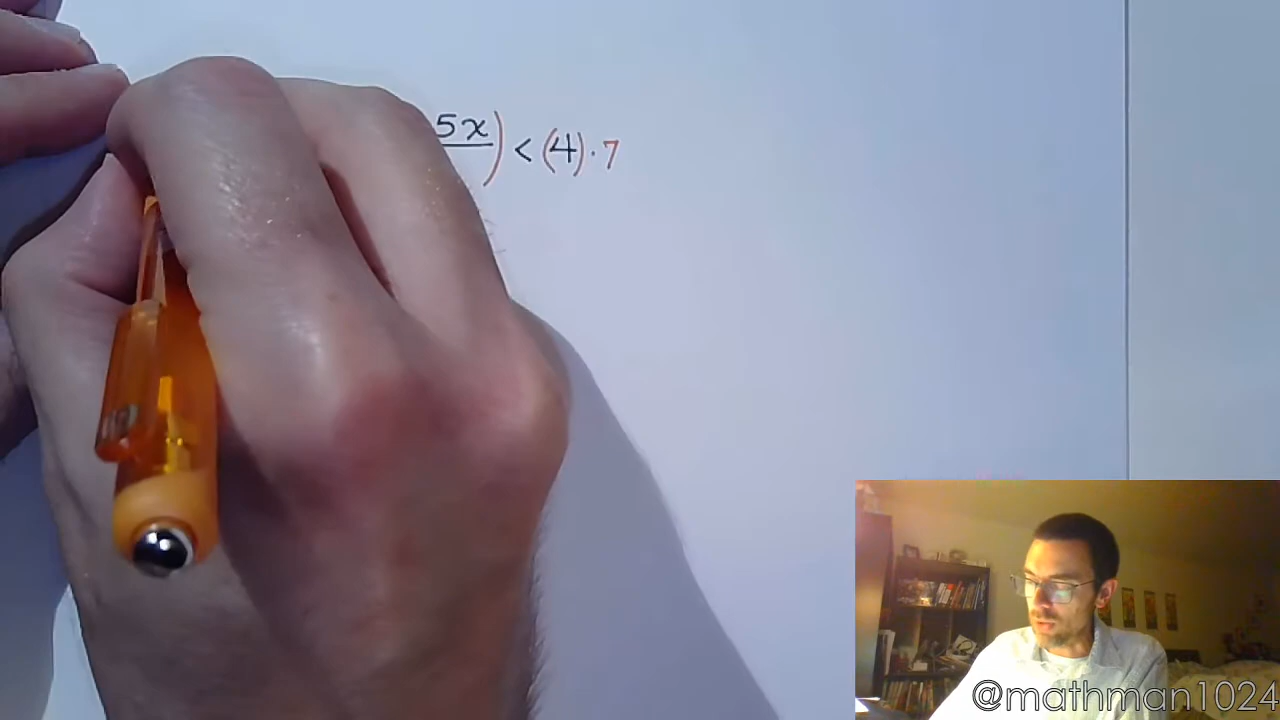 5x) < (4) · 7
@mathman1024